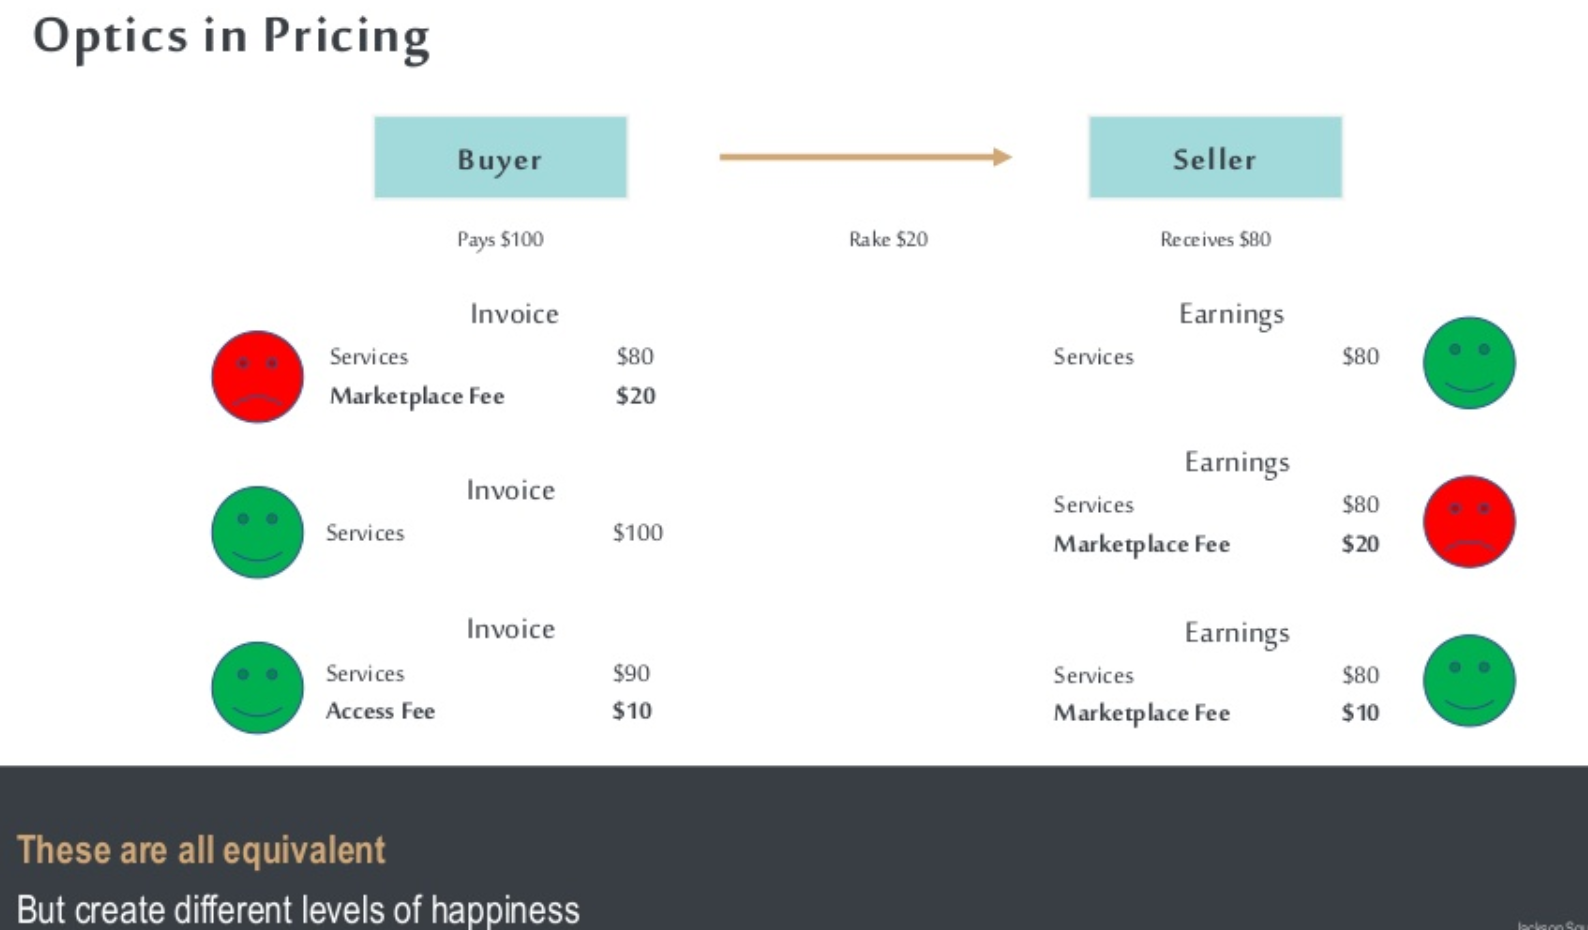 Optics in Pricing
Buyer
Seller
Pays $100
Rake $20
Receives $80
Invoice
Services $80
Marketplace Fee $20
Earnings
Services $80
Invoice
Services $100
Earnings
Services $80
Marketplace Fee $20
Invoice
Services $90
Access Fee $10
Earnings
Services $80
Marketplace Fee $10
These are all equivalent
But create different levels of happiness
Jackson